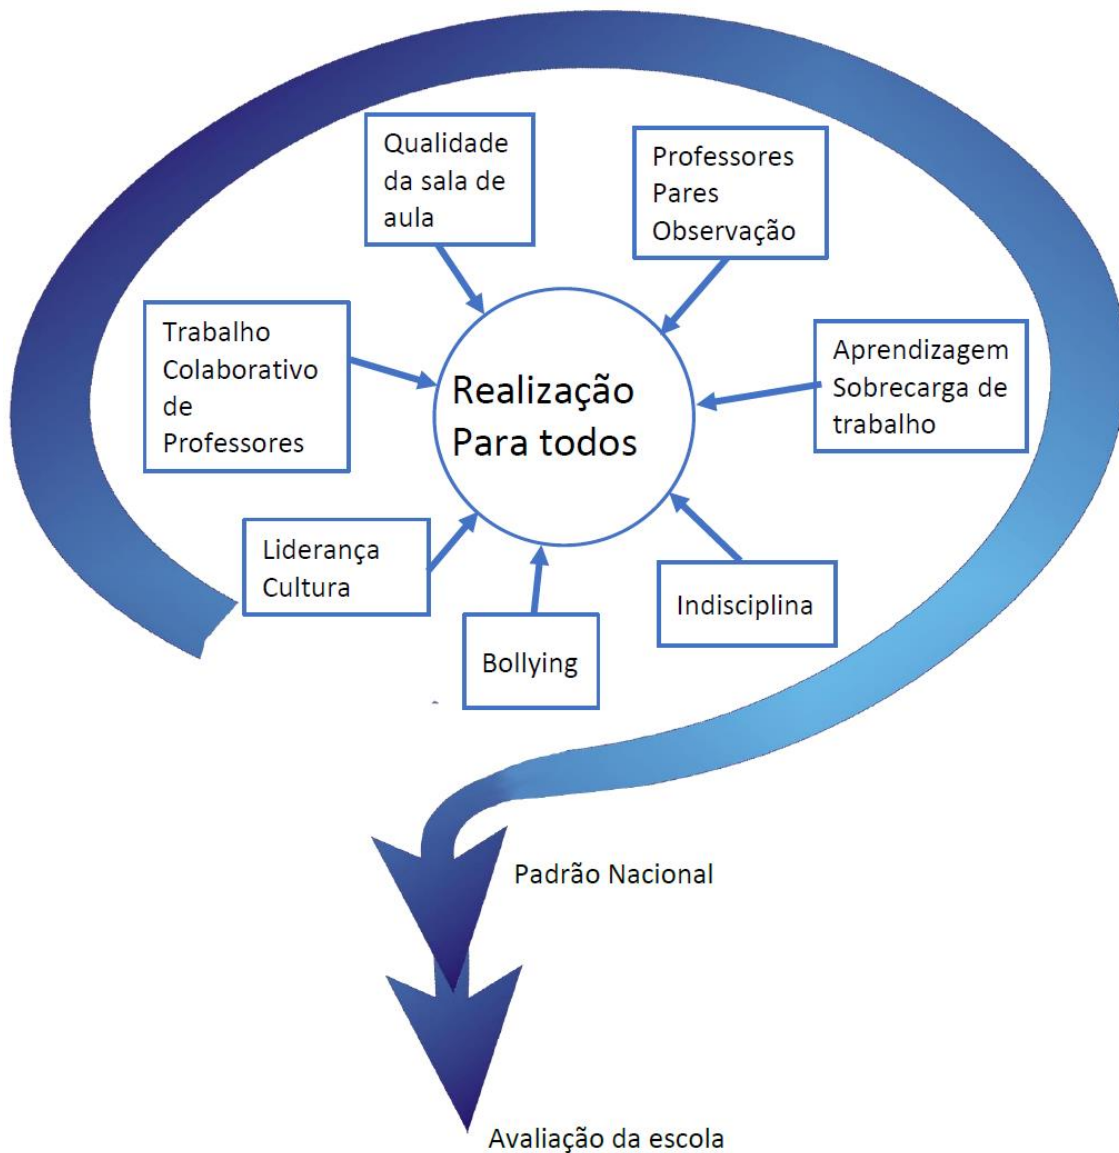 Qualidade
da sala de
aula
Professores
Pares
Observação
Trabalho
Colaborativo
de
Professores
Realização
Para todos
Aprendizagem
Sobrecarga de
trabalho
Liderança
Cultura
Bollying
Indisciplina
Padrão Nacional
Avaliação da escola